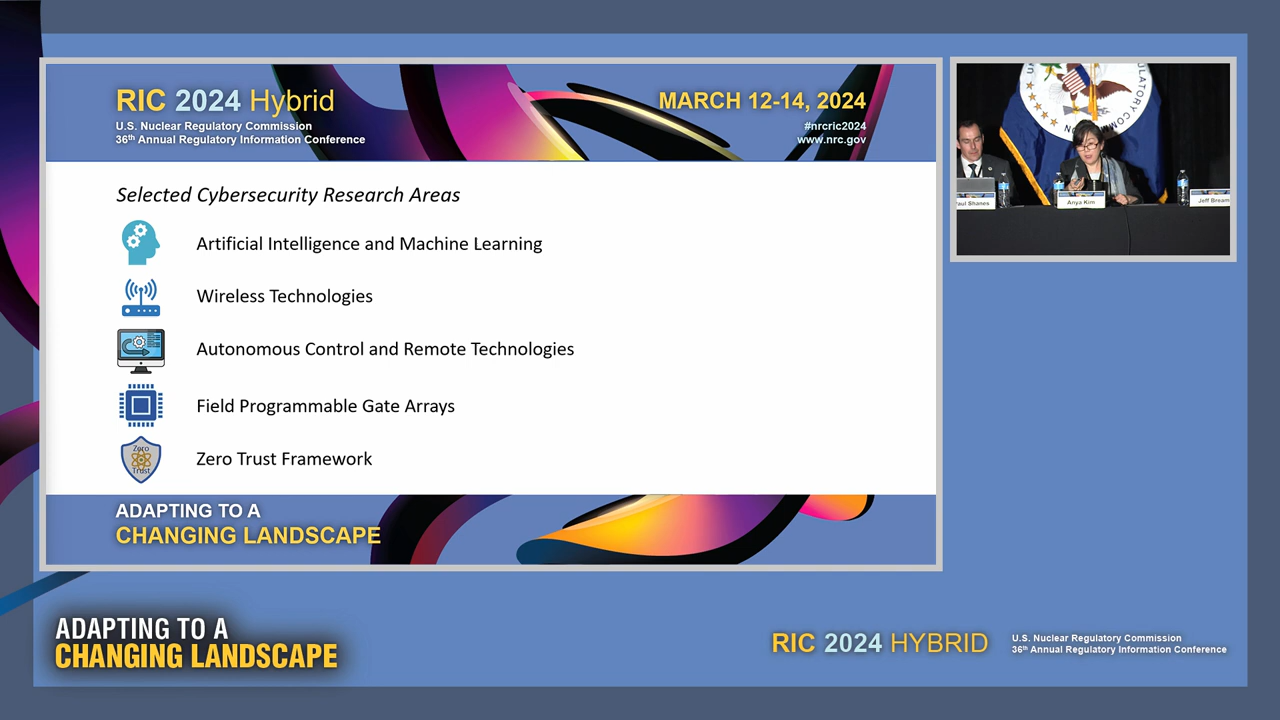 RIC 2024 Hybrid
U.S. Nuclear Regulatory Commission
36th Annual Regulatory Information Conference
MARCH 12-14, 2024
#nrcric2024
www.nrc.gov
Selected Cybersecurity Research Areas
Artificial Intelligence and Machine Learning
Wireless Technologies
Autonomous Control and Remote Technologies
Field Programmable Gate Arrays
Zero
Trust
Zero Trust Framework
ADAPTING TO A
CHANGING LANDSCAPE
Paul Shanes
Anya Kim
Jeff Bream
ADAPTING TO A
CHANGING LANDSCAPE
RIC 2024 HYBRID
U.S. Nuclear Regulatory Commission
36th Annual Regulatory Information Conference